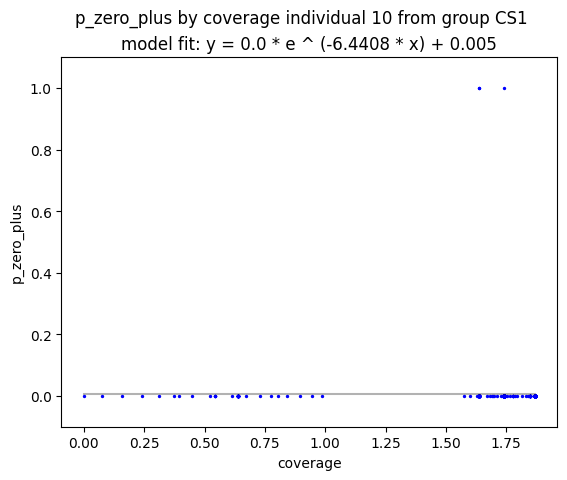 p_zero_plus by coverage individual 10 from group CS1
model fit: y = 0.0 * e ^ (-6.4408 * x) + 0.005
1.0
0.8
0.6
0.4
0.2
0.0
p_zero_plus
0.00 0.25 0.50 0.75 1.00 1.25 1.50 1.75
coverage